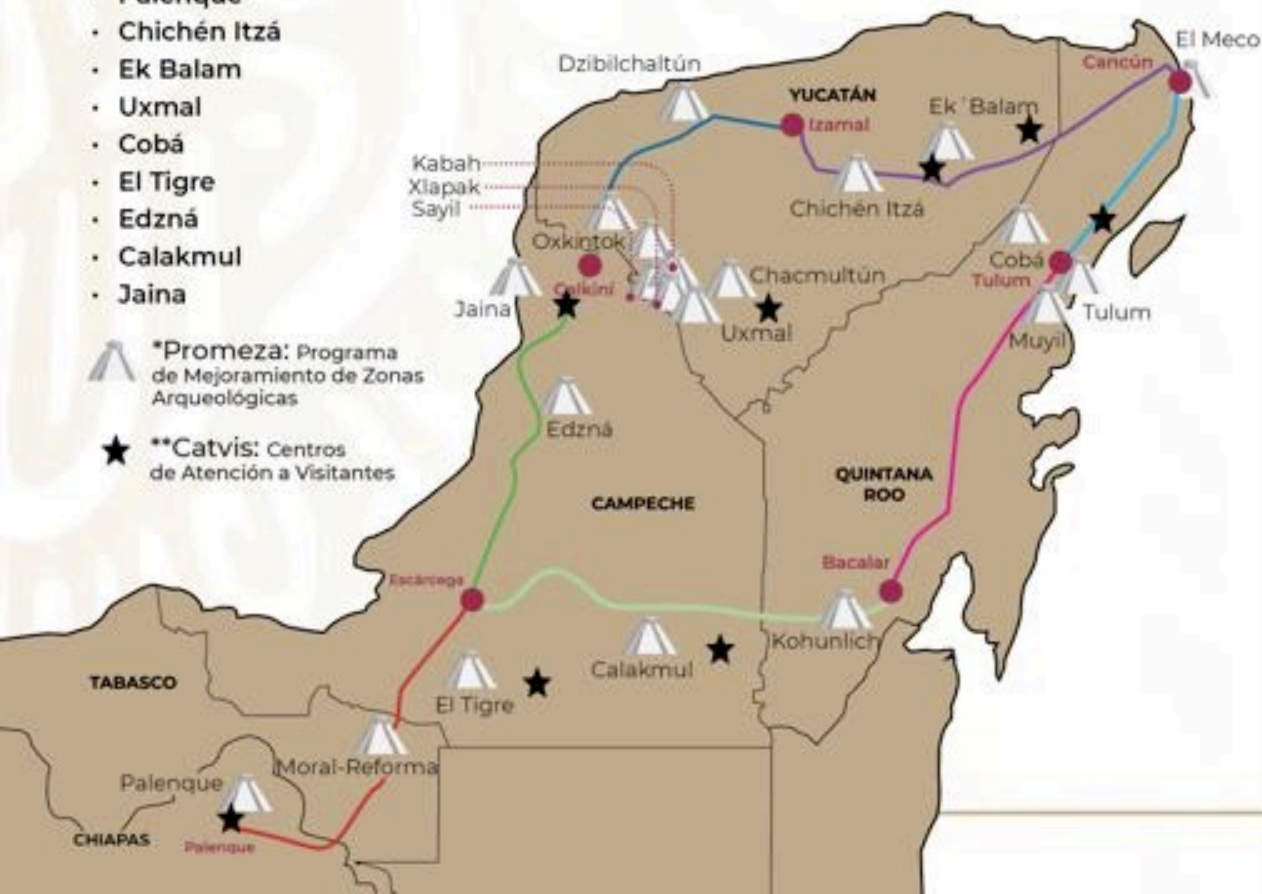 Palenque
· Chichén Itzá
· Ek Balam
· Uxmal
· Cobá
· El Tigre
· Edzná
· Calakmul
· Jaina
*Promeza: Programa
de Mejoramiento de Zonas
Arqueológicas
**Catvis: Centros
de Atención a Visitantes
El Meco
Cancún
Dzibilchaltún
YUCATÁN
Ek´Balam
Izamal
Kabah
Xlapak
Sayil
Chichén Itzá
Oxkintok
Cobá
Tulum
Chacmultún
Calkiní
Jaina
Tulum
Uxmal
Muyil
Edzná
QUINTANA
ROO
CAMPECHE
Bacalar
Escárcega
Kohunlich
Calakmul
TABASCO
El Tigre
Moral-Reforma
Palenque
CHIAPAS
Palenque